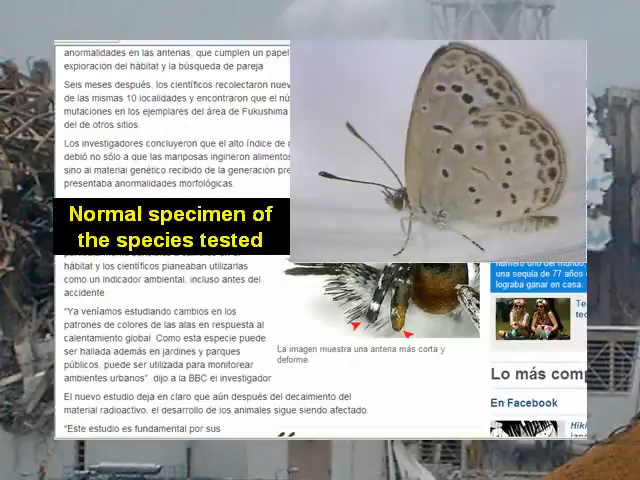 anormalidades en las antenas, que cumplen un papel
exploración del hábitat y la búsqueda de pareja
Seis meses después, los científicos recolectaron
de las mismas 10 localidades y encontraron que el
mutaciones en los ejemplares del área de Fukushima
del de otros sitios.
Los investigadores concluyeron que el alto índice de
debió no sólo a que las mariposas ingirieron
sino al material genético recibido de la generación
presentaba anormalidades morfológicas.
Normal specimen of
the species tested
hábitat y los científicos planeaban utilizarlas
como un indicador ambiental, incluso antes del
accidente
"Ya veníamos estudiando cambios en los
patrones de colores de las alas en respuesta al
calentamiento global. Como esta especie puede
ser hallada además en jardines y parques
públicos, puede ser utilizada para monitorear
ambientes urbanos" dijo a la BBC el investigador
El nuevo estudio deja en claro que aún después del decaimiento del
material radioactivo, el desarrollo de los animales sigue siendo afectado.
"Este estudio es fundamental por sus
La imagen muestra una antena más corta y
deforme.
número uno del mundo,
una sequía de 77 años
lograba ganar en casa.
Lo más
En Facebook